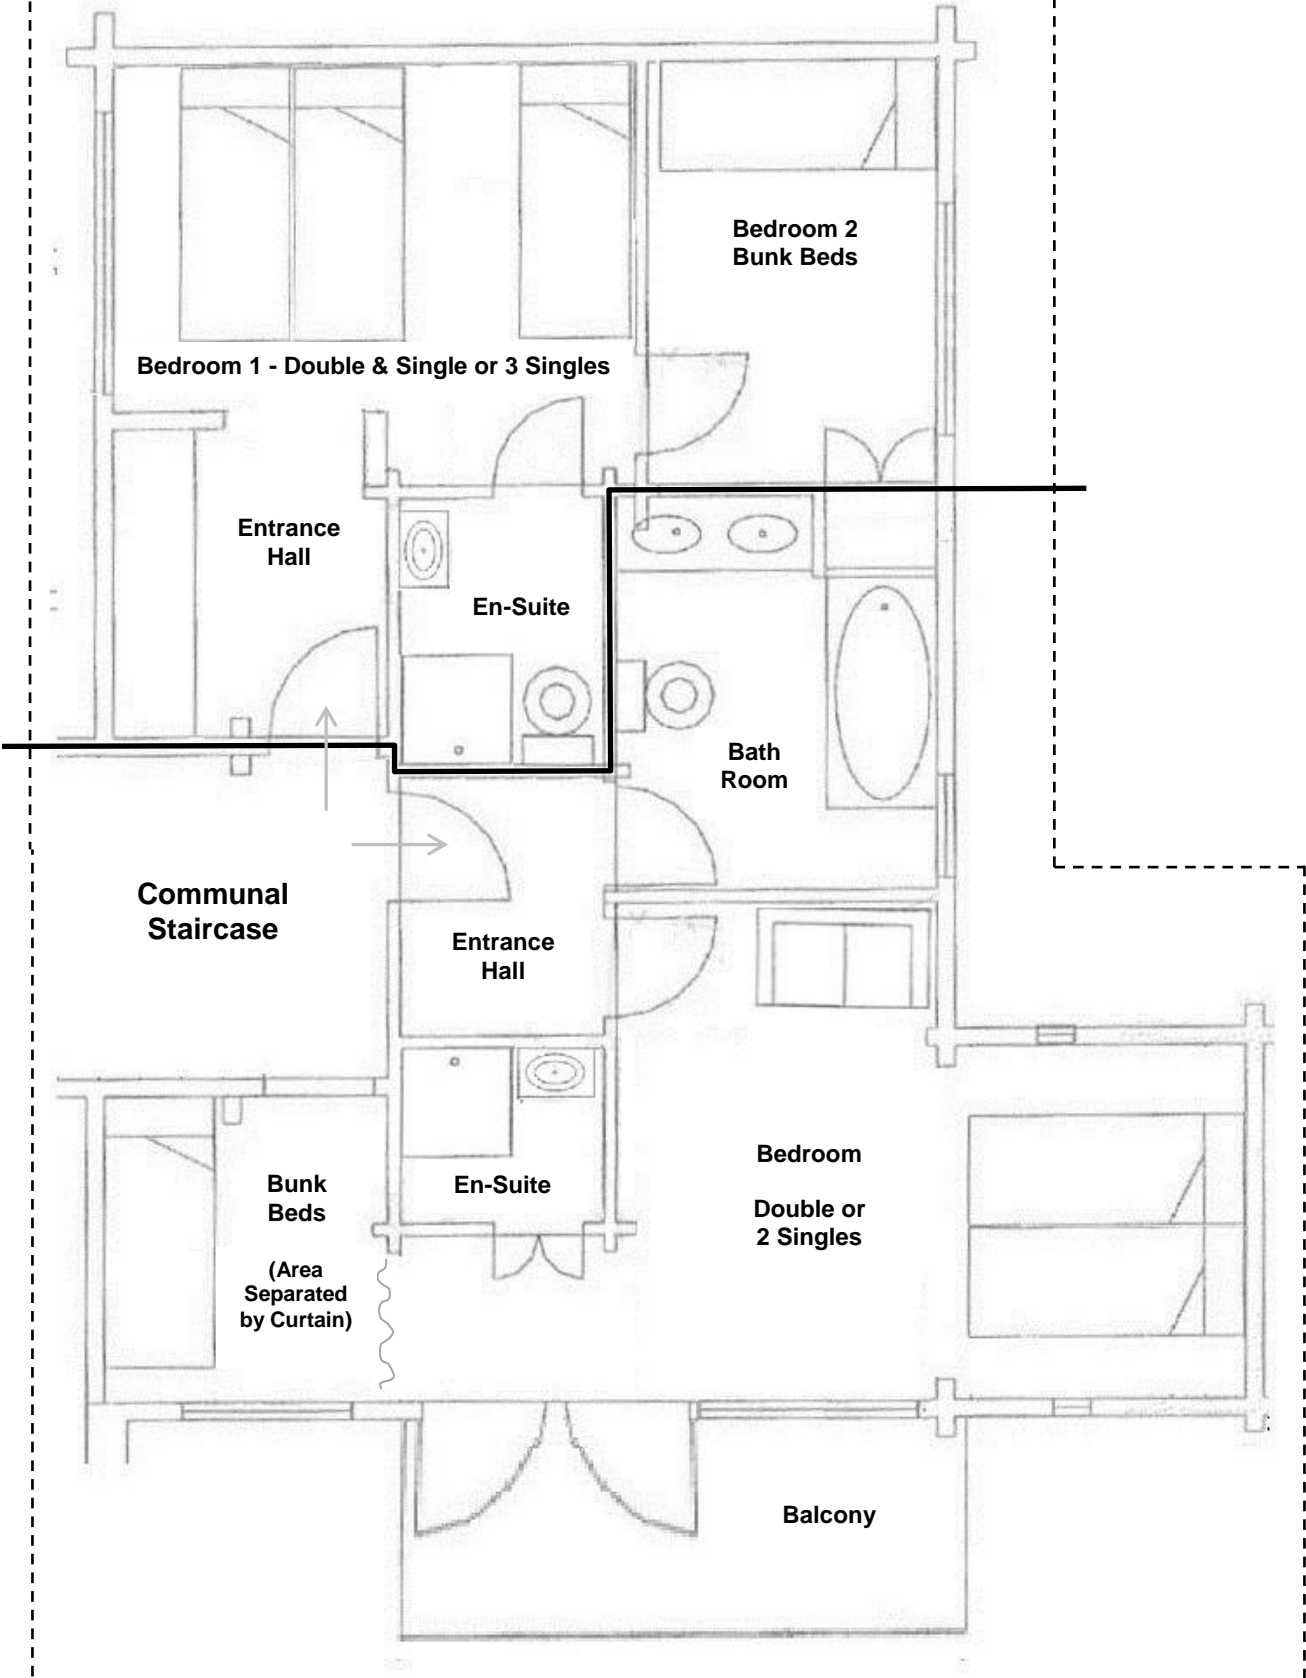 Bedroom 2
Bunk Beds
Bedroom 1 - Double & Single or 3 Singles
Entrance
Hall
En-Suite
Bath
Room
Communal
Staircase
Entrance
Hall
Bedroom
Double or
2 Singles
En-Suite
Bunk
Beds
(Area
Separated
by Curtain)
Balcony